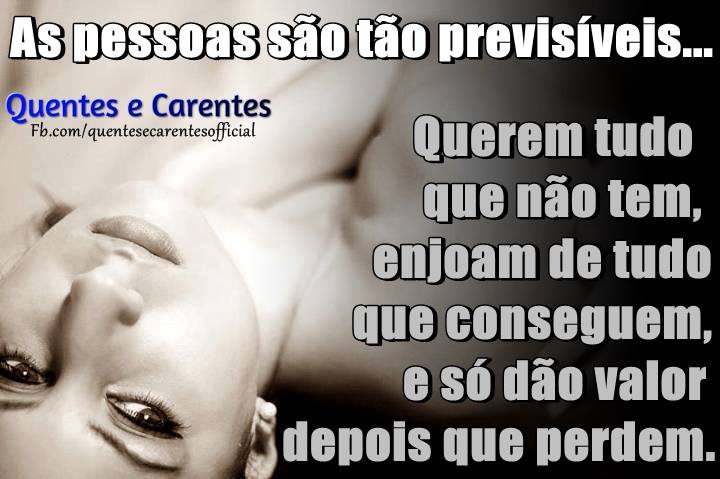 As pessoas são tão previsíveis...
Quentes e Carentes
Fb.com/quentesecarentesofficial
Querem tudo
que não tem,
enjoam de tudo
que conseguem,
e só dão valor
depois que perdem.